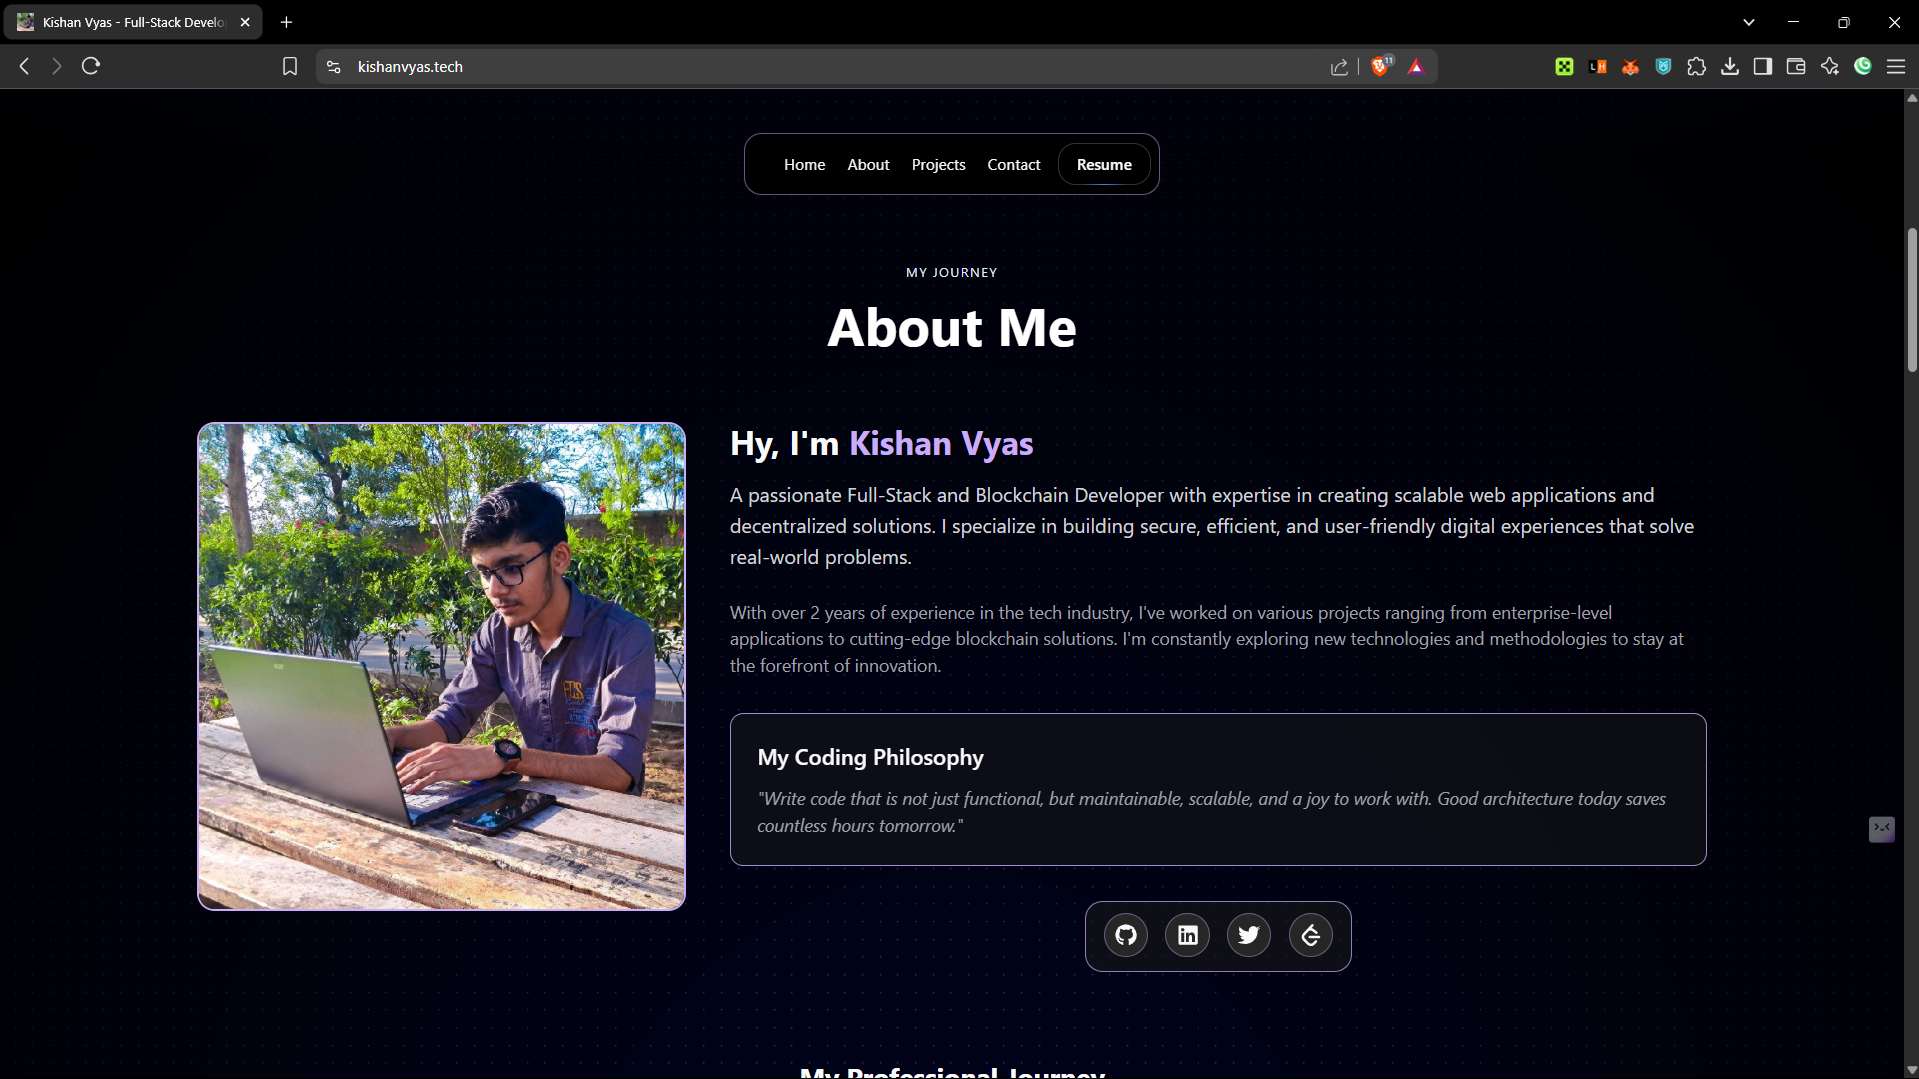 Kishan Vyas - Full-Stack Develo
kishanvyas.tech
11
LH
Home About Projects Contact Resume
MY JOURNEY
About Me
Hy, I'm Kishan Vyas
A passionate Full-Stack and Blockchain Developer with expertise in creating scalable web applications and
decentralized solutions. I specialize in building secure, efficient, and user-friendly digital experiences that solve
real-world problems.
With over 2 years of experience in the tech industry, I've worked on various projects ranging from enterprise-level
applications to cutting-edge blockchain solutions. I'm constantly exploring new technologies and methodologies to stay at
the forefront of innovation.
My Coding Philosophy
"Write code that is not just functional, but maintainable, scalable, and a joy to work with. Good architecture today saves
countless hours tomorrow."
My Professional Journey